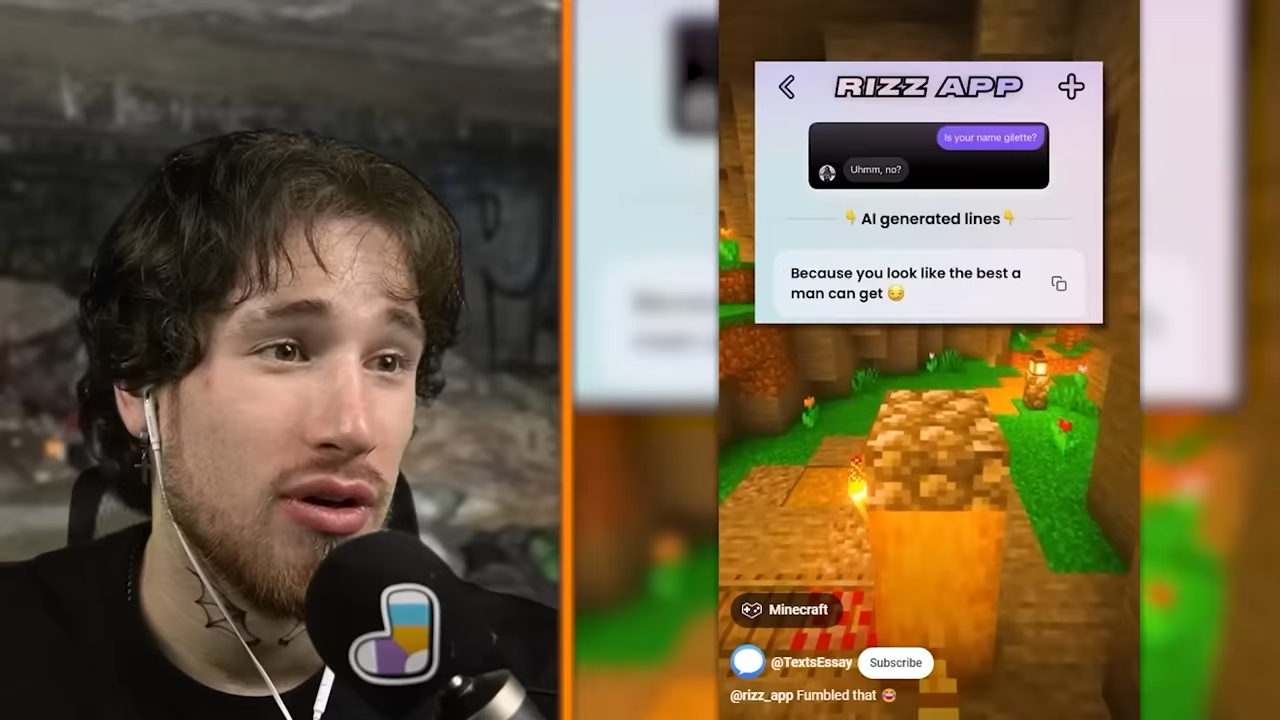 RIZZ APP
Is your name gilette?
Uhmm, no?
👇 AI generated lines 👇
Because you look like the best a
man can get 😏
Minecraft
@TextsEssay Subscribe
@rizz_app Fumbled that 😂